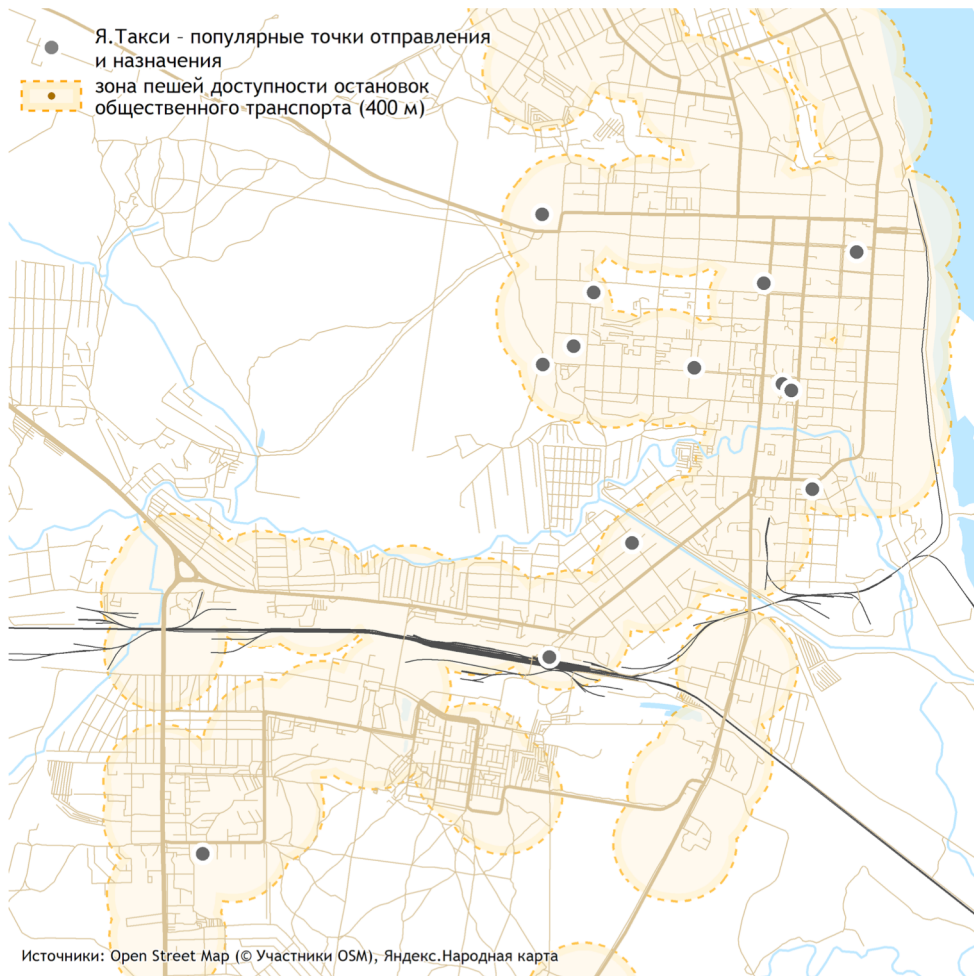 Я.Такси - популярные точки отправления
и назначения
зона пешей доступности остановок
общественного транспорта (400 м)
Источники: Open Street Map (© Участники OSM), Яндекс.Народная карта